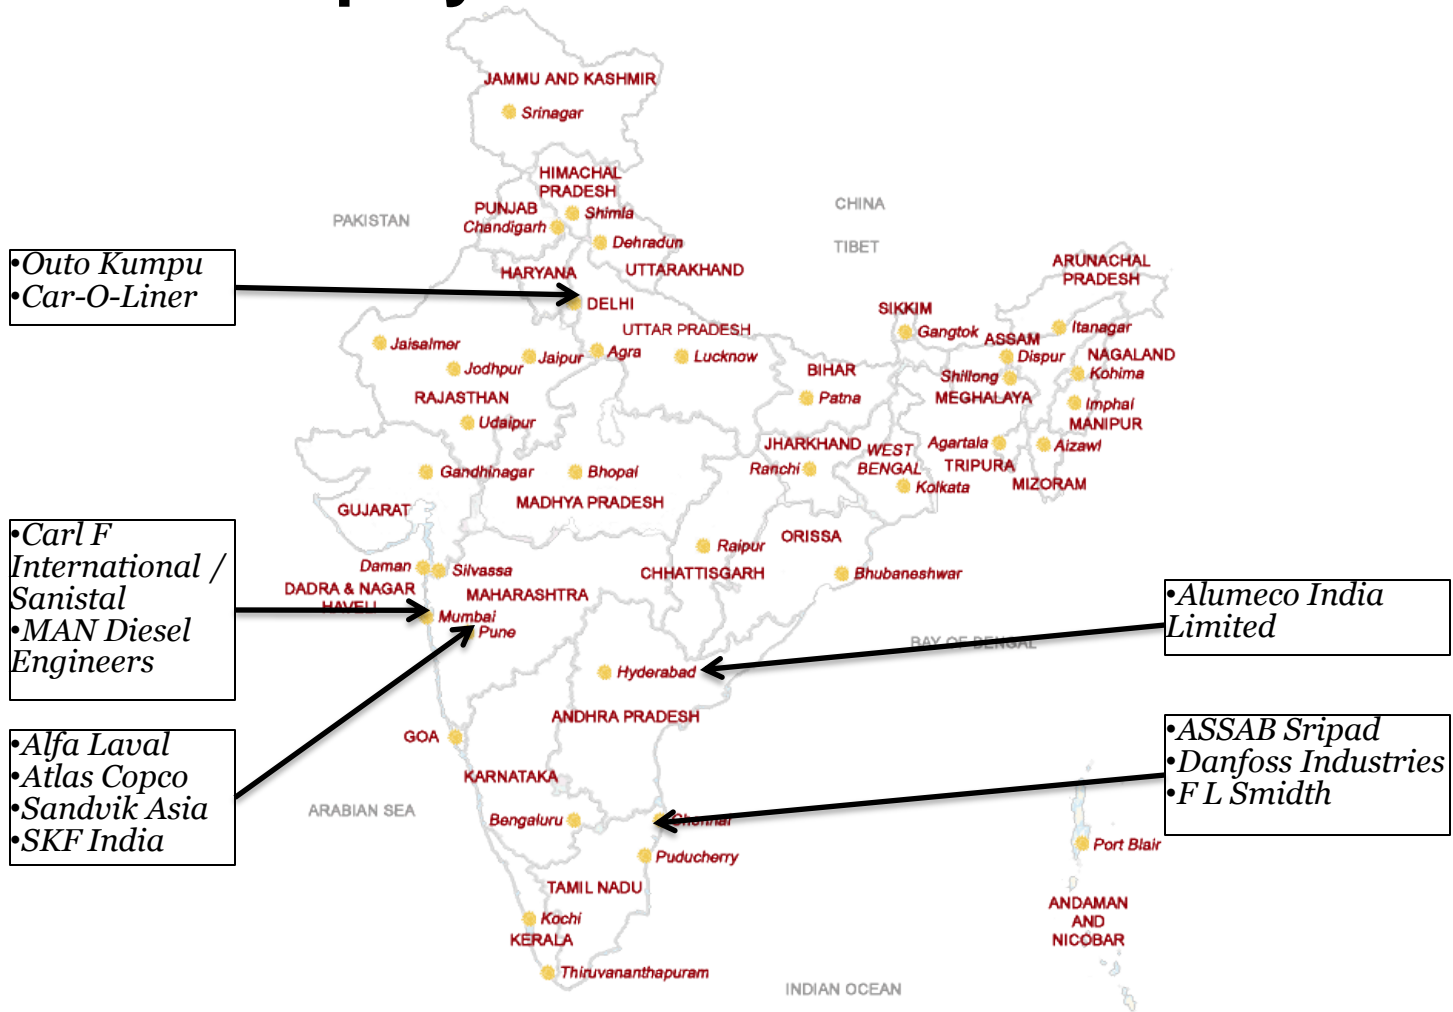 JAMMU AND KASHMIR
Srinagar
HIMACHAL
PRADESH
PUNJAB
Shimla
Chandigarh
Dehradun
PAKISTAN
CHINA
TIBET
•Outo Kumpu
•Car-O-Liner
HARYANA
UTTARAKHAND
DELHI
ARUNACHAL
PRADESH
SIKKIM
Gangtok
Itanagar
ASSAM
Dispur
NAGALAND
Kohima
Shillong
MEGHALAYA
Imphal
MANIPUR
UTTAR PRADESH
Jaisalmer
Jodhpur
Jaipur
Agra
Lucknow
BIHAR
Patna
RAJASTHAN
Udaipur
JHARKHAND
Ranchi
WEST
BENGAL
Kolkata
Agartala
TRIPURA
Aizawl
MIZORAM
Gandhinagar
Bhopal
MADHYA PRADESH
GUJARAT
ORISSA
Raipur
CHHATTISGARH
Bhubaneshwar
•Carl F
International /
Sanistal
•MAN Diesel
Engineers
Daman
Silvassa
DADRA & NAGAR
HAVELI
MAHARASHTRA
Mumbai
Pune
•Alumeco India
Limited
BAY OF BENGAL
Hyderabad
ANDHRA PRADESH
•Alfa Laval
•Atlas Copco
•Sandvik Asia
•SKF India
GOA
KARNATAKA
ARABIAN SEA
•ASSAB Sripad
•Danfoss Industries
•F L Smidth
Bengaluru
Chennai
Puducherry
Port Blair
TAMIL NADU
Kochi
KERALA
ANDAMAN
AND
NICOBAR
Thiruvananthapuram
INDIAN OCEAN